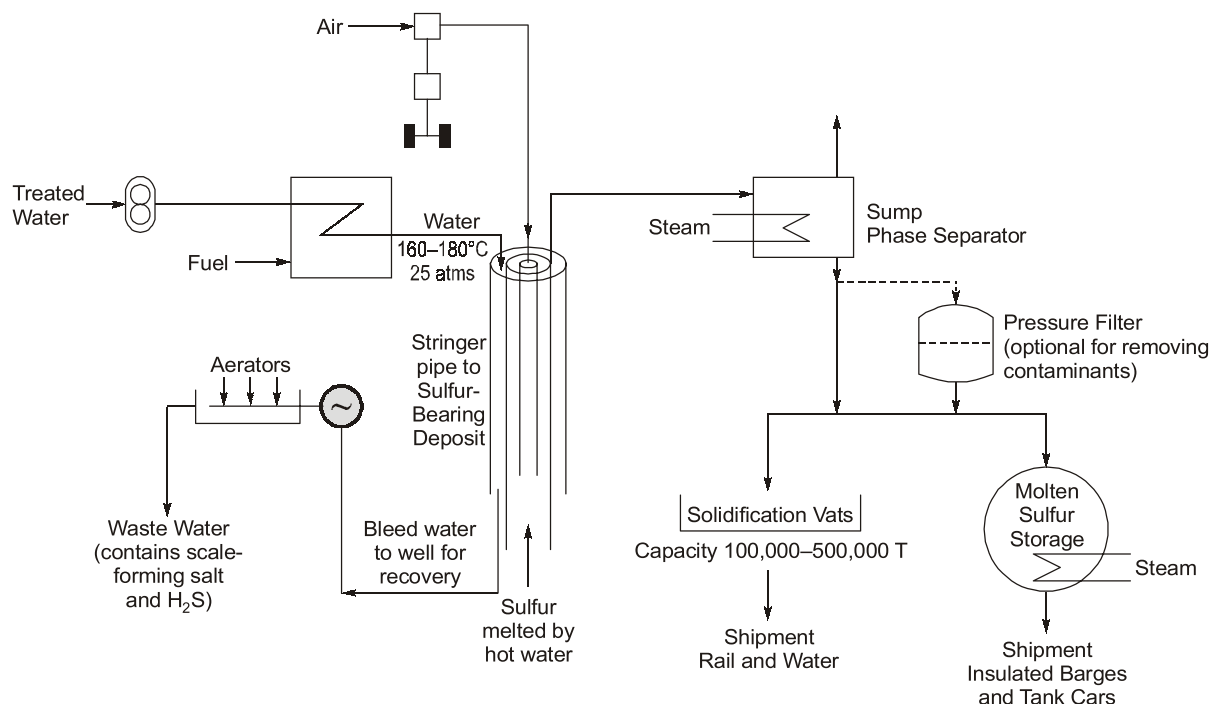 Air
Treated
Water
Fuel
Water
160–180°C
25 atms
Steam
Sump
Phase Separator
Pressure Filter
(optional for removing
contaminants)
Stringer
pipe to
Sulfur-
Bearing
Deposit
Aerators
~
Waste Water
(contains scale-
forming salt
and H₂S)
Bleed water
to well for
recovery
Sulfur
melted by
hot water
Solidification Vats
Capacity 100,000–500,000 T
Shipment
Rail and Water
Molten
Sulfur
Storage
Steam
Shipment
Insulated Barges
and Tank Cars